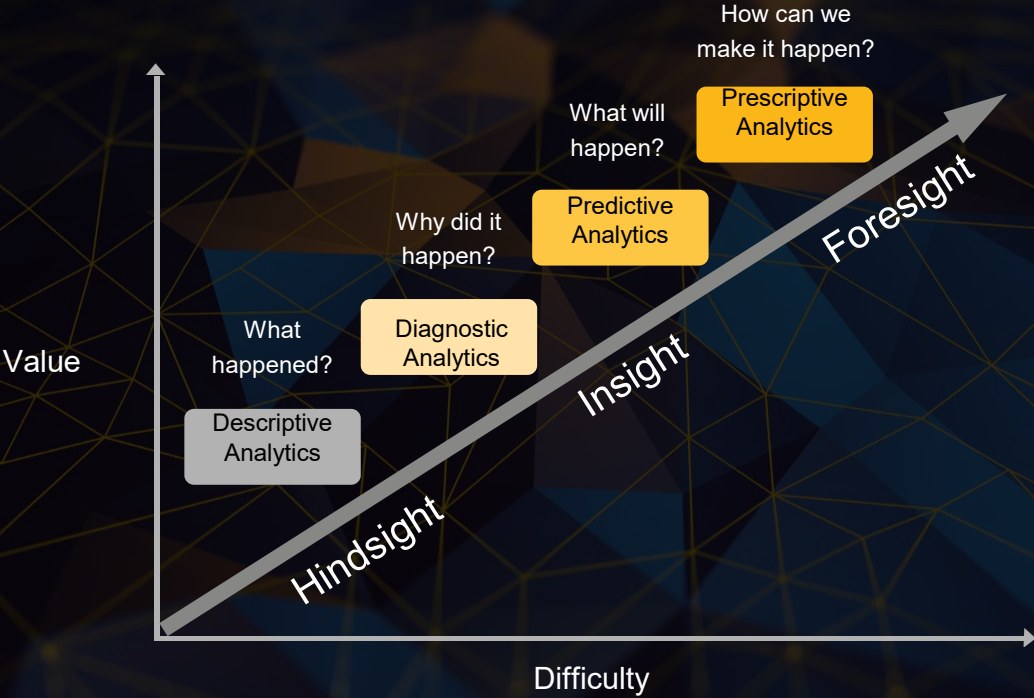 How can we
make it happen?
Prescriptive
Analytics
What will
happen?
Predictive
Analytics
Why did it
happen?
Diagnostic
Analytics
What
happened?
Descriptive
Analytics
Value
Hindsight
Insight
Foresight
Difficulty